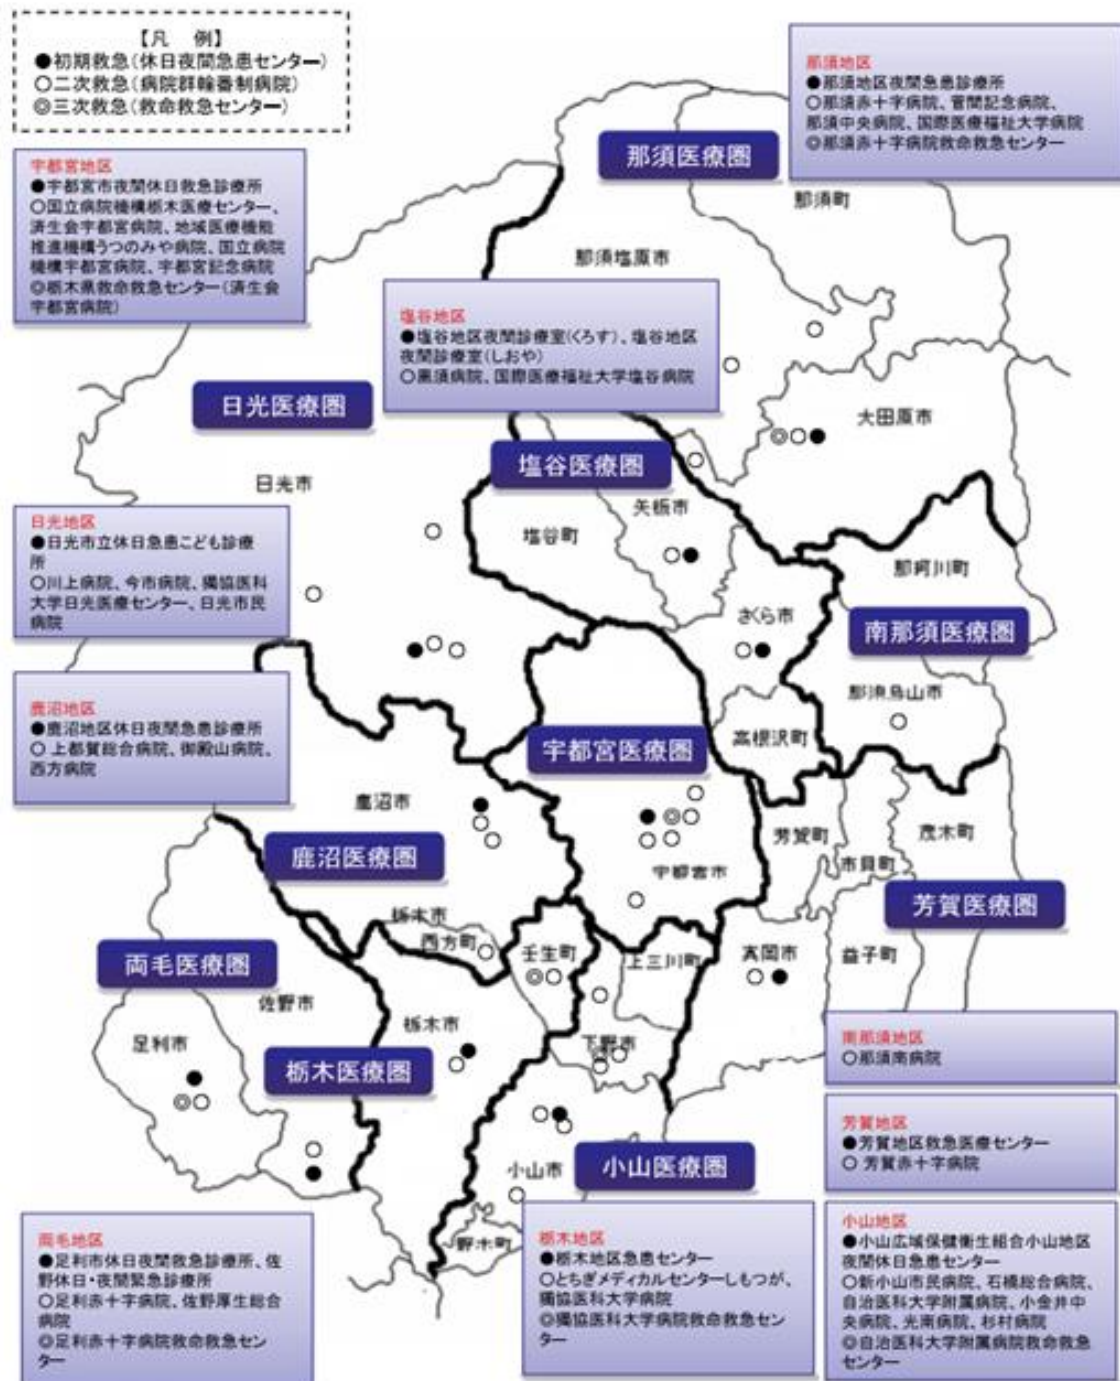 【凡 例】
●初期救急(休日夜間急患センター)
○二次救急(病院群輪番制病院)
◎三次救急(救命救急センター)
那須地区
●那須地区夜間急患診療所
○那須赤十字病院、菅間記念病院、
那須中央病院、国際医療福祉大学病院
◎那須赤十字病院救命救急センター
那須医療圏
宇都宮地区
●宇都宮市夜間休日救急診療所
○国立病院機構栃木医療センター、
済生会宇都宮病院、地域医療機能
推進機構うつのみや病院、国立病院
機構宇都宮病院、宇都宮記念病院
◎栃木県救命救急センター(済生会
宇都宮病院)
那須町
那須塩原市
塩谷地区
●塩谷地区夜間診療室(くろす)、塩谷地区
夜間診療室(しおや)
○黒須病院、国際医療福祉大学塩谷病院
日光医療圏
大田原市
塩谷医療圏
日光市
矢板市
塩谷町
日光地区
●日光市立休日急患こども診療
所
○川上病院、今市病院、獨協医科
大学日光医療センター、日光市民
病院
那珂川町
さくら市
南那須医療圏
鹿沼地区
●鹿沼地区休日夜間急患診療所
○ 上都賀総合病院、御殿山病院、
西方病院
那須烏山市
宇都宮医療圏
高根沢町
鹿沼市
芳賀町
茂木町
鹿沼医療圏
市貝町
宇都宮市
芳賀医療圏
栃木市
西方町
両毛医療圏
壬生町
上三川町
真岡市
益子町
佐野市
栃木市
足利市
下野市
栃木医療圏
南那須地区
○那須南病院
芳賀地区
●芳賀地区救急医療センター
○ 芳賀赤十字病院
小山市
小山医療圏
野木町
両毛地区
●足利市休日夜間救急診療所、佐
野休日・夜間緊急診療所
○足利赤十字病院、佐野厚生総合
病院
◎足利赤十字病院救命救急セン
ター
栃木地区
●栃木地区急患センター
○とちぎメディカルセンターしもつが、
獨協医科大学病院
◎獨協医科大学病院救命救急セン
ター
小山地区
●小山広域保健衛生組合小山地区
夜間休日急患センター
○新小山市民病院、石橋総合病院、
自治医科大学附属病院、小金井中
央病院、光南病院、杉村病院
◎自治医科大学附属病院救命救急
センター